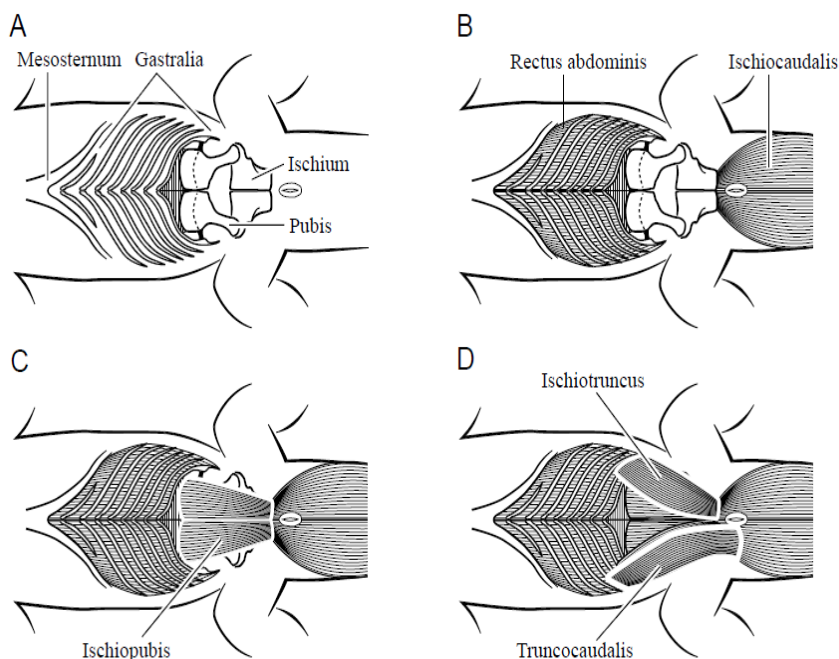 A
Mesosternum Gastralia
Ischium
Pubis
B
Rectus abdominis Ischiocaudalis
C
Ischiopubis
D
Ischiotruncus
Truncocaudalis